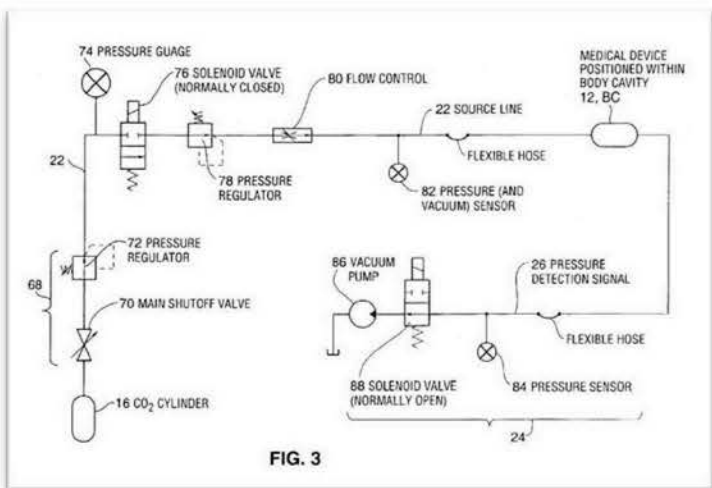 74 PRESSURE GUAGE
76 SOLENOID VALVE
(NORMALLY CLOSED)
80 FLOW CONTROL
MEDICAL DEVICE
POSITIONED WITHIN
BODY CAVITY
12, BC
22 SOURCE LINE
FLEXIBLE HOSE
22
78 PRESSURE
REGULATOR
82 PRESSURE (AND
VACUUM) SENSOR
72 PRESSURE
REGULATOR
68
70 MAIN SHUTOFF VALVE
86 VACUUM
PUMP
26 PRESSURE
DETECTION SIGNAL
FLEXIBLE HOSE
88 SOLENOID VALVE
(NORMALLY OPEN)
84 PRESSURE SENSOR
16 CO₂ CYLINDER
24
FIG. 3